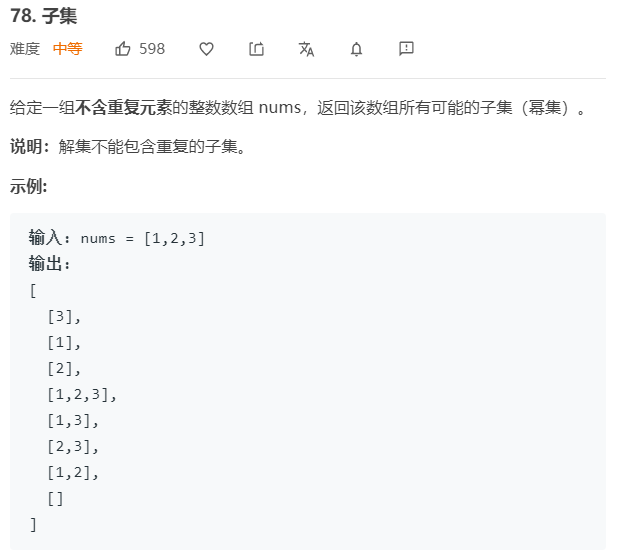 78. 子集
难度 中等 598
给定一组不含重复元素的整数数组 nums，返回该数组所有可能的子集（幂集）。
说明：解集不能包含重复的子集。
示例:
输入：nums = [1,2,3]
输出：
[
[3],
[1],
[2],
[1,2,3],
[1,3],
[2,3],
[1,2],
[]
]